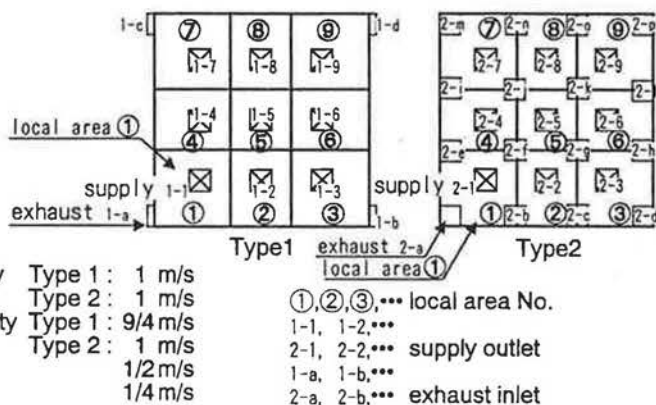 1-c ⑦ ⑧ ⑨ 1-d
1-7 1-8 1-9
1-4 1-5 1-6
local area ①
④ ⑤ ⑥
supply 1-1 1-2 1-3
exhaust 1-a ① ② ③ 1-b
Type1
2-m ⑦ 2-n ⑧ 2-o ⑨ 2-p
2-7 2-8 2-9
2-i 2-j 2-k
2-4 2-5 2-6
2-e ④ 2-f ⑤ 2-g ⑥ 2-h
supply 2-1 2-2 2-3
① 2-b ② 2-c ③ 2-d
exhaust 2-a
local area ①
Type2
Type 1 : 1 m/s
Type 2 : 1 m/s
ty Type 1 : 9/4 m/s
Type 2 : 1 m/s
1/2 m/s
1/4 m/s
①,②,③,••• local area No.
1-1, 1-2,•••
2-1, 2-2,••• supply outlet
1-a, 1-b,•••
2-a, 2-b,••• exhaust inlet